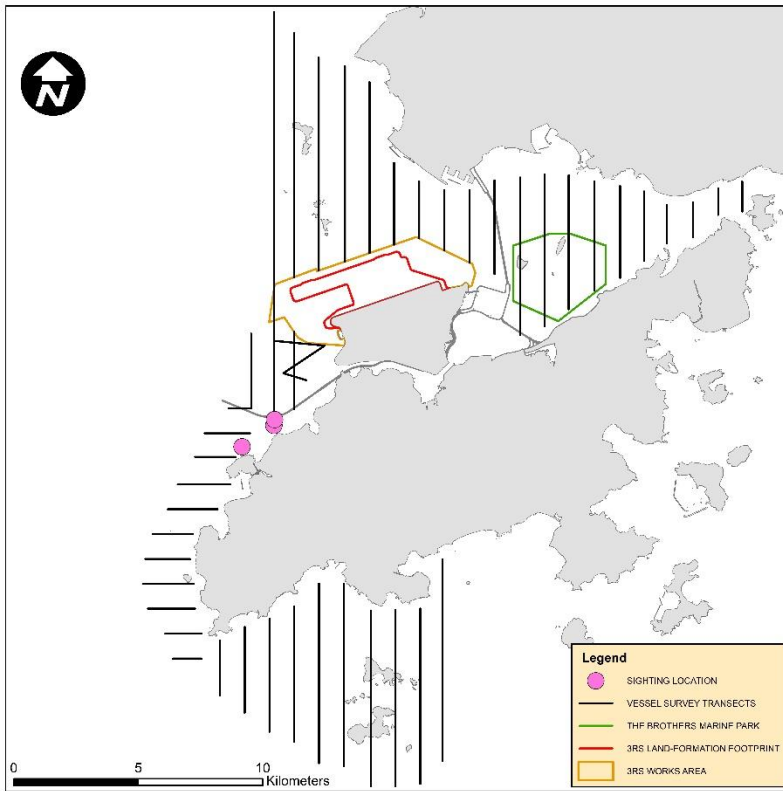 N
Legend
SIGHTING LOCATION
VESSEL SURVEY TRANSECTS
THE BROTHERS MARINE PARK
3RS LAND-FORMATION FOOTPRINT
3RS WORKS AREA
0 5 10
Kilometers